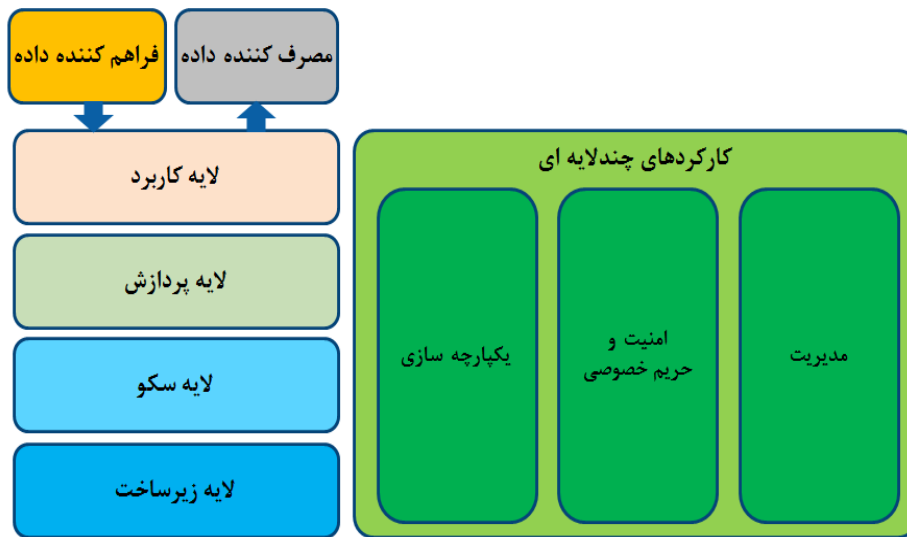 مصرف کننده داده
فراهم کننده داده
کارکردهای چندلایه ای
مدیریت
امنیت و
حریم خصوصی
یکپارچه سازی
لایه کاربرد
لایه پردازش
لایه سکو
لایه زیرساخت